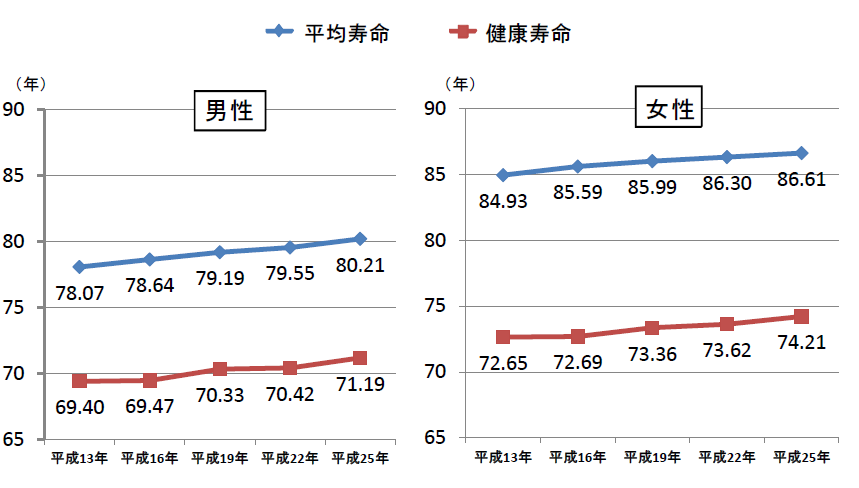 平均寿命 健康寿命
（年）
男性
90
85
80
75
70
65
78.07 78.64 79.19 79.55 80.21
69.40 69.47 70.33 70.42 71.19
平成13年 平成16年 平成19年 平成22年 平成25年
（年）
女性
90
85
80
75
70
65
84.93 85.59 85.99 86.30 86.61
72.65 72.69 73.36 73.62 74.21
平成13年 平成16年 平成19年 平成22年 平成25年